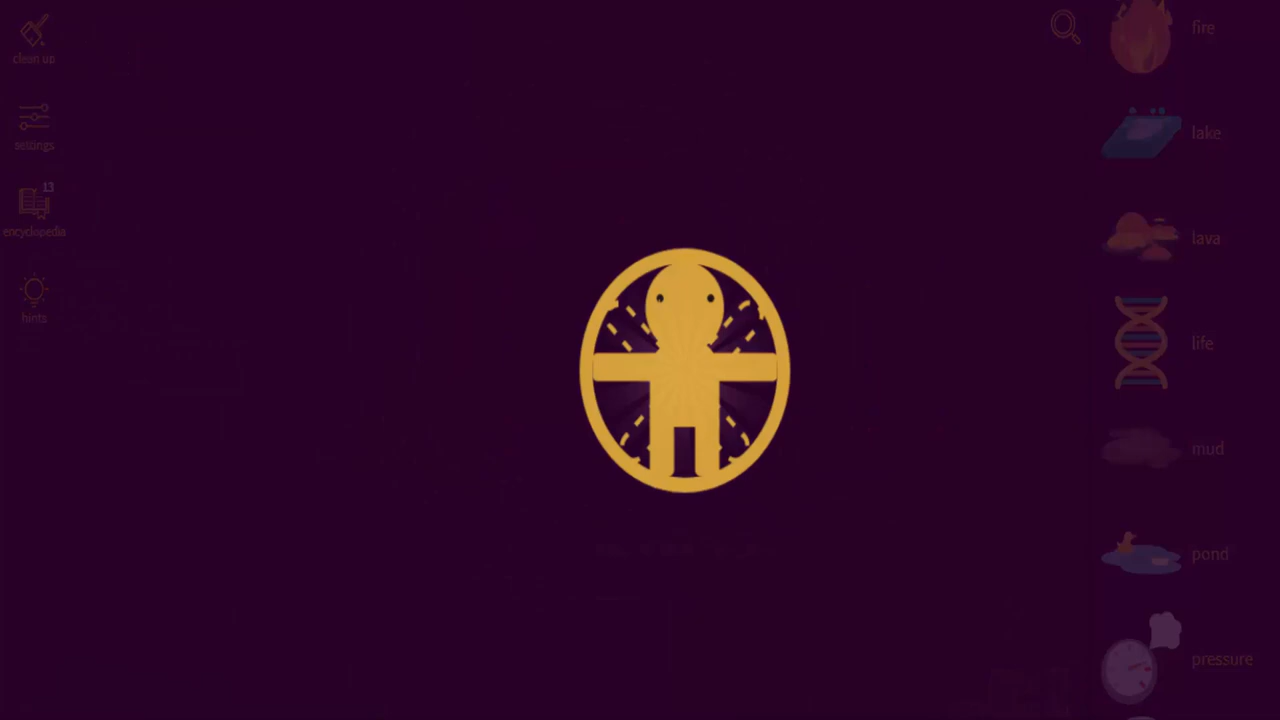 clean up
settings
13
encyclopedia
hints
fire
lake
lava
life
mud
pond
pressure